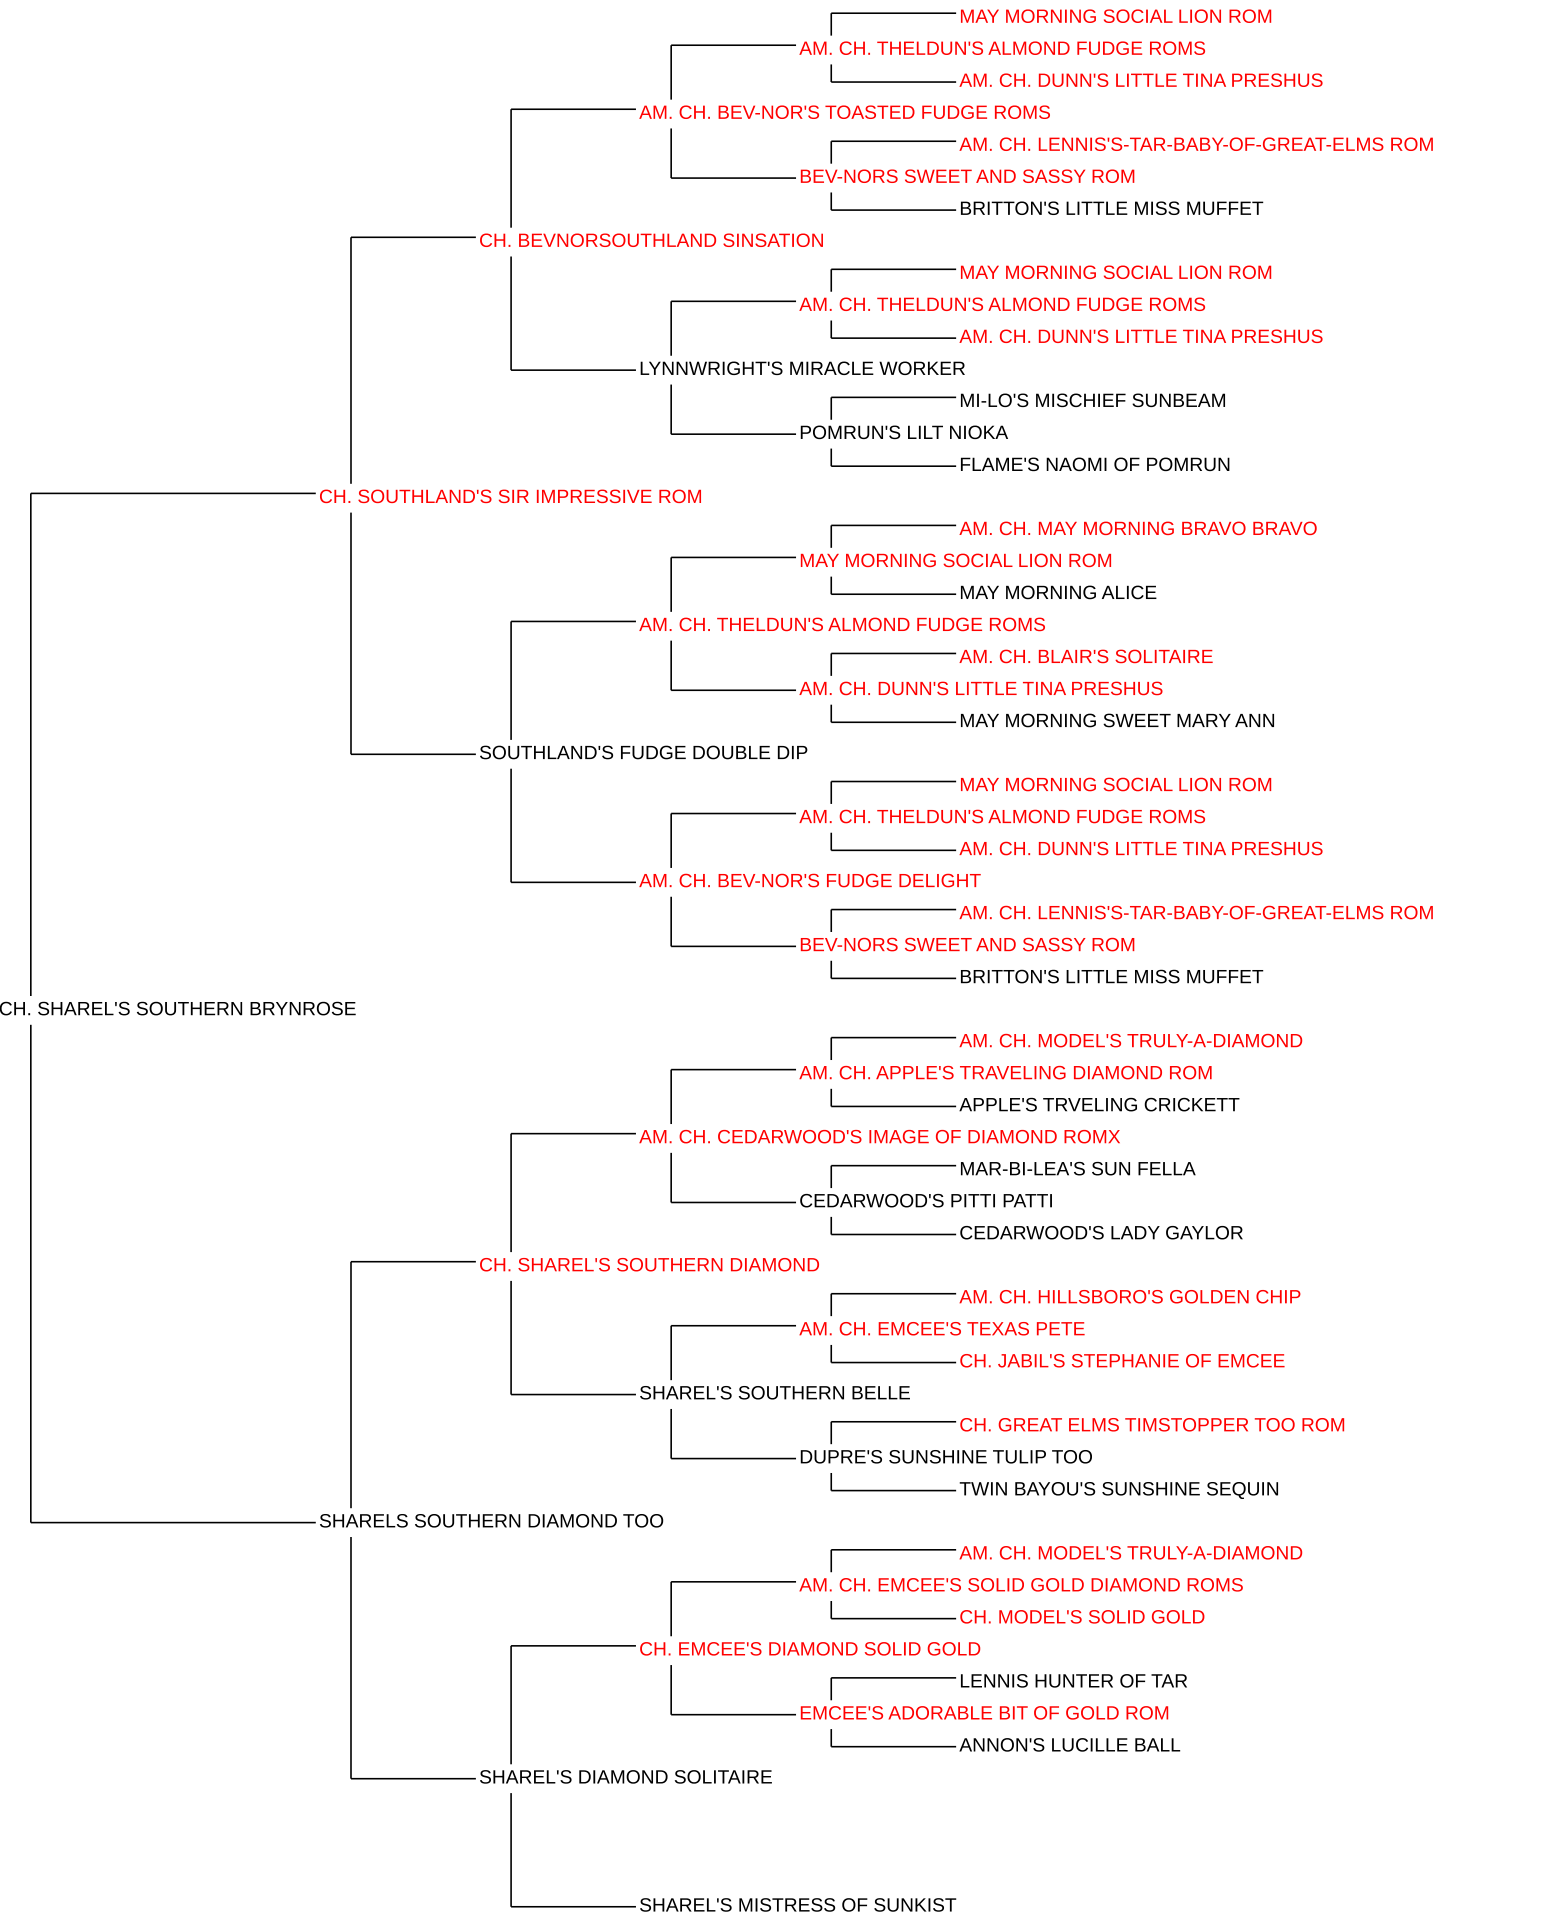 MAY MORNING SOCIAL LION ROM
AM. CH. THELDUN'S ALMOND FUDGE ROMS
AM. CH. DUNN'S LITTLE TINA PRESHUS
AM. CH. BEV-NOR'S TOASTED FUDGE ROMS
AM. CH. LENNIS'S-TAR-BABY-OF-GREAT-ELMS ROM
BEV-NORS SWEET AND SASSY ROM
BRITTON'S LITTLE MISS MUFFET
CH. BEVNORSOUTHLAND SINSATION
MAY MORNING SOCIAL LION ROM
AM. CH. THELDUN'S ALMOND FUDGE ROMS
AM. CH. DUNN'S LITTLE TINA PRESHUS
LYNNWRIGHT'S MIRACLE WORKER
MI-LO'S MISCHIEF SUNBEAM
POMRUN'S LILT NIOKA
FLAME'S NAOMI OF POMRUN
CH. SOUTHLAND'S SIR IMPRESSIVE ROM
AM. CH. MAY MORNING BRAVO BRAVO
MAY MORNING SOCIAL LION ROM
MAY MORNING ALICE
AM. CH. THELDUN'S ALMOND FUDGE ROMS
AM. CH. BLAIR'S SOLITAIRE
AM. CH. DUNN'S LITTLE TINA PRESHUS
MAY MORNING SWEET MARY ANN
SOUTHLAND'S FUDGE DOUBLE DIP
MAY MORNING SOCIAL LION ROM
AM. CH. THELDUN'S ALMOND FUDGE ROMS
AM. CH. DUNN'S LITTLE TINA PRESHUS
AM. CH. BEV-NOR'S FUDGE DELIGHT
AM. CH. LENNIS'S-TAR-BABY-OF-GREAT-ELMS ROM
BEV-NORS SWEET AND SASSY ROM
BRITTON'S LITTLE MISS MUFFET
CH. SHAREL'S SOUTHERN BRYNROSE
AM. CH. MODEL'S TRULY-A-DIAMOND
AM. CH. APPLE'S TRAVELING DIAMOND ROM
APPLE'S TRVELING CRICKETT
AM. CH. CEDARWOOD'S IMAGE OF DIAMOND ROMX
MAR-BI-LEA'S SUN FELLA
CEDARWOOD'S PITTI PATTI
CEDARWOOD'S LADY GAYLOR
CH. SHAREL'S SOUTHERN DIAMOND
AM. CH. HILLSBORO'S GOLDEN CHIP
AM. CH. EMCEE'S TEXAS PETE
CH. JABIL'S STEPHANIE OF EMCEE
SHAREL'S SOUTHERN BELLE
CH. GREAT ELMS TIMSTOPPER TOO ROM
DUPRE'S SUNSHINE TULIP TOO
TWIN BAYOU'S SUNSHINE SEQUIN
SHARELS SOUTHERN DIAMOND TOO
AM. CH. MODEL'S TRULY-A-DIAMOND
AM. CH. EMCEE'S SOLID GOLD DIAMOND ROMS
CH. MODEL'S SOLID GOLD
CH. EMCEE'S DIAMOND SOLID GOLD
LENNIS HUNTER OF TAR
EMCEE'S ADORABLE BIT OF GOLD ROM
ANNON'S LUCILLE BALL
SHAREL'S DIAMOND SOLITAIRE
SHAREL'S MISTRESS OF SUNKIST